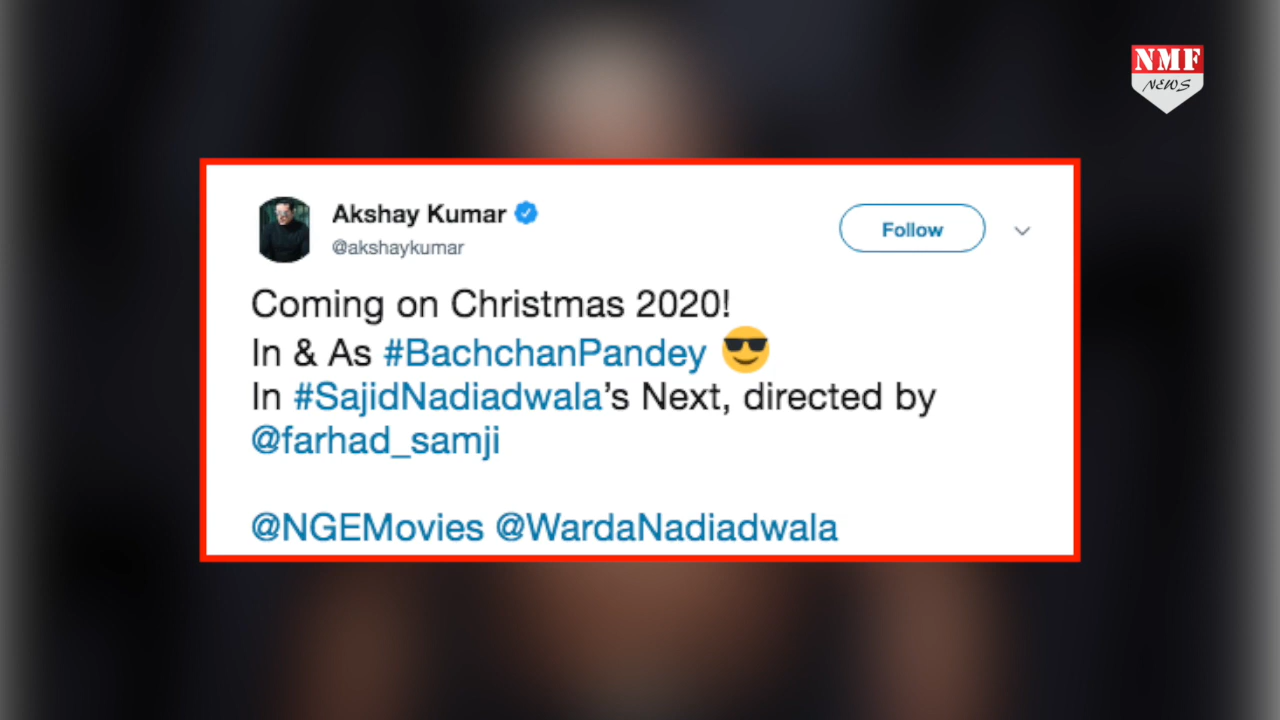 NMF
NEWS
Akshay Kumar
@akshaykumar
Follow
Coming on Christmas 2020!
In & As #BachchanPandey 😎
In #SajidNadiadwala’s Next, directed by
@farhad_samji
@NGEMovies @WardaNadiadwala